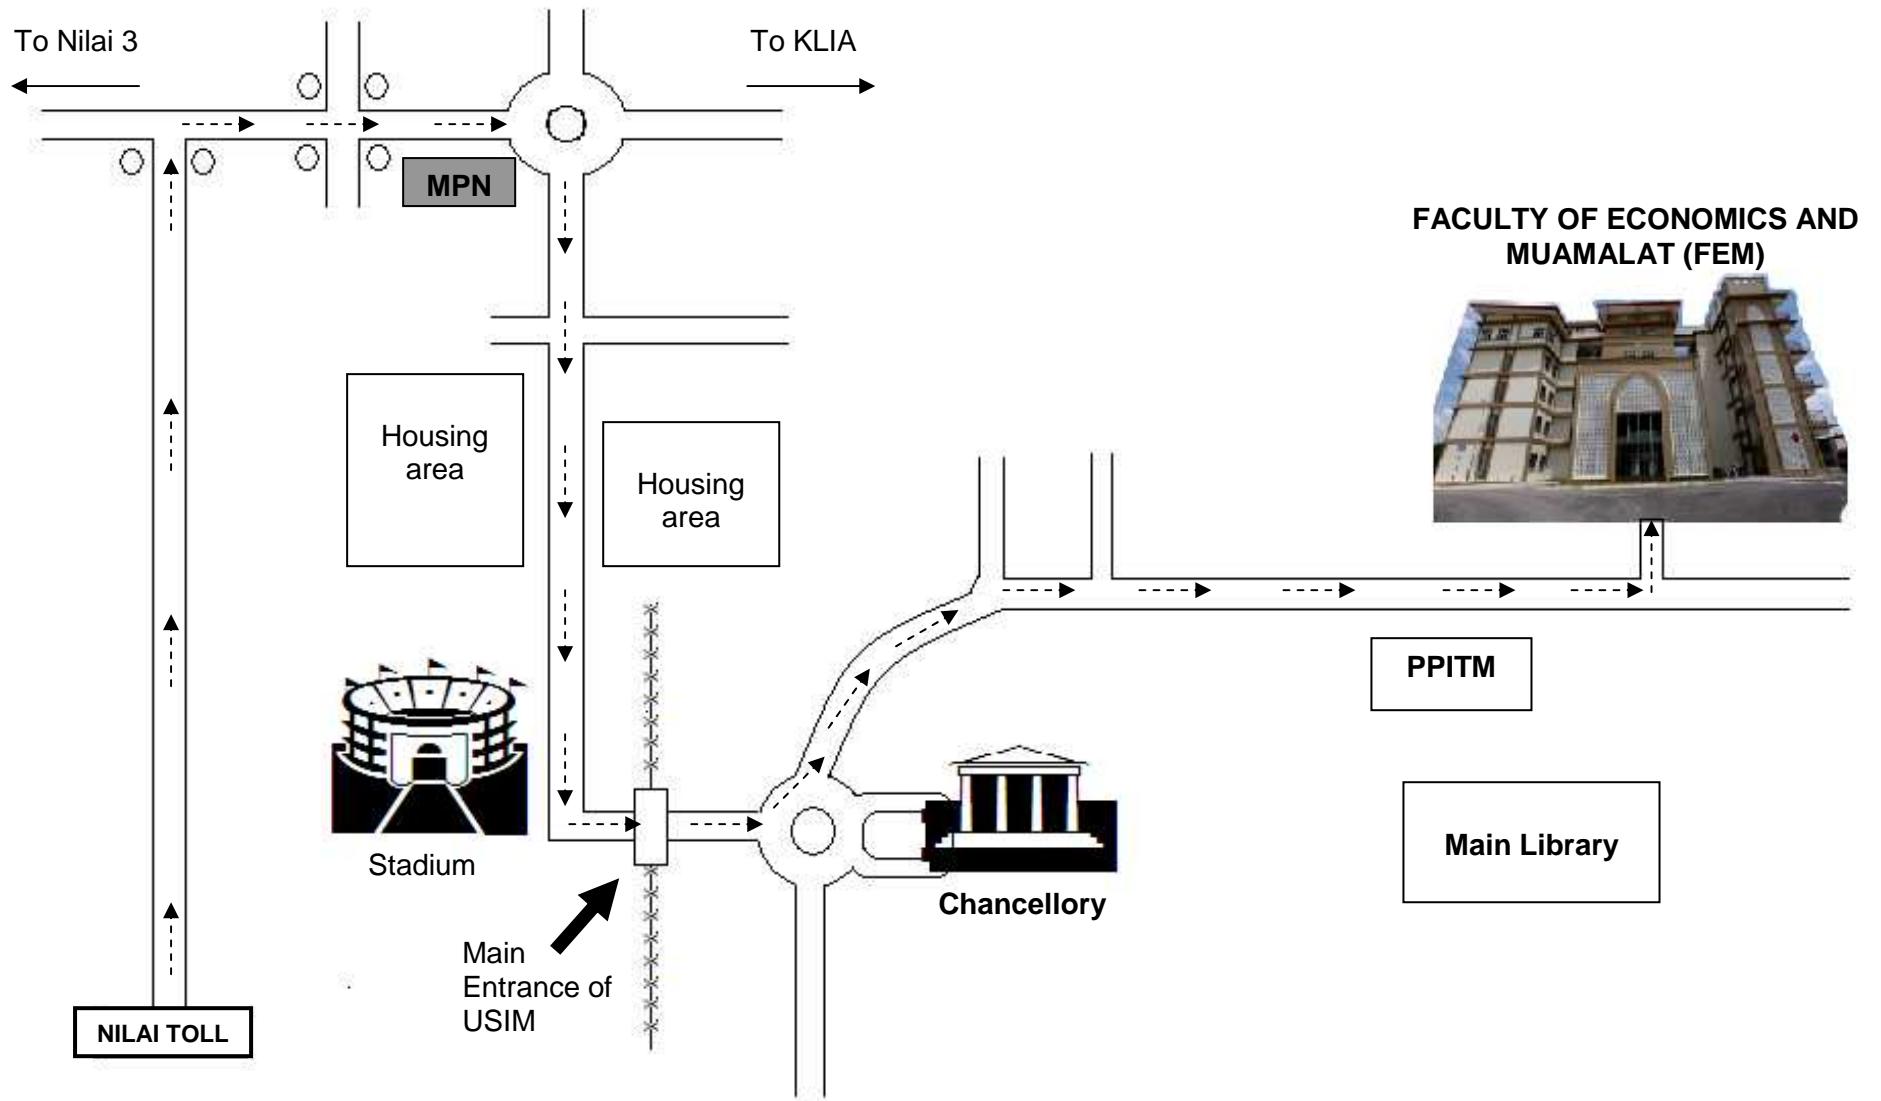 To Nilai 3
To KLIA
MPN
FACULTY OF ECONOMICS AND
MUAMALAT (FEM)
Housing
area
Housing
area
PPITM
Stadium
Main Library
Chancellory
Main
Entrance of
USIM
NILAI TOLL